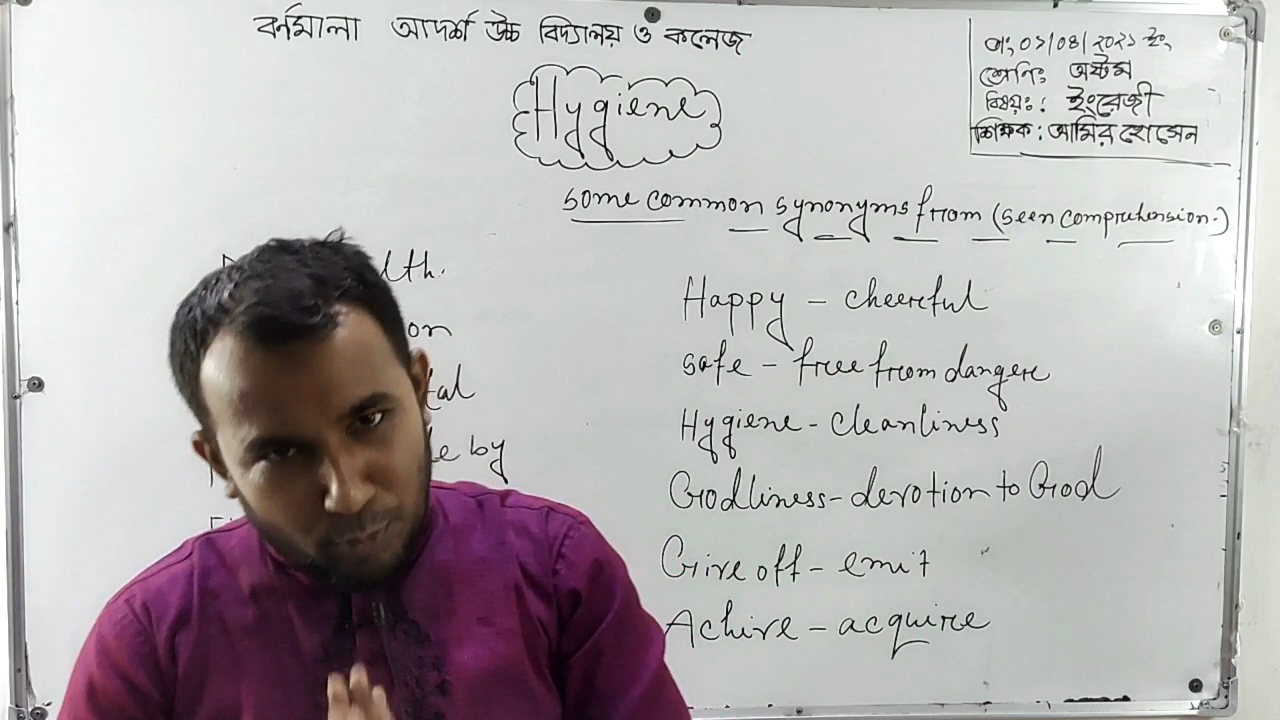 বর্ণমালা আদর্শ উচ্চ বিদ্যালয় ও কলেজ
তাং ০১/০৪/২০২১ ইং
শ্রেণিঃ অষ্টম
বিষয়ঃ: ইংরেজী
শিক্ষক: আমির হোসেন
Hygiene
Some common synonyms from (seen comprehension.)
Happy - cheerful
safe - free from danger
Hygiene - cleanliness
Godliness - devotion to God
Give off - emit
Achive - acquire
on
by